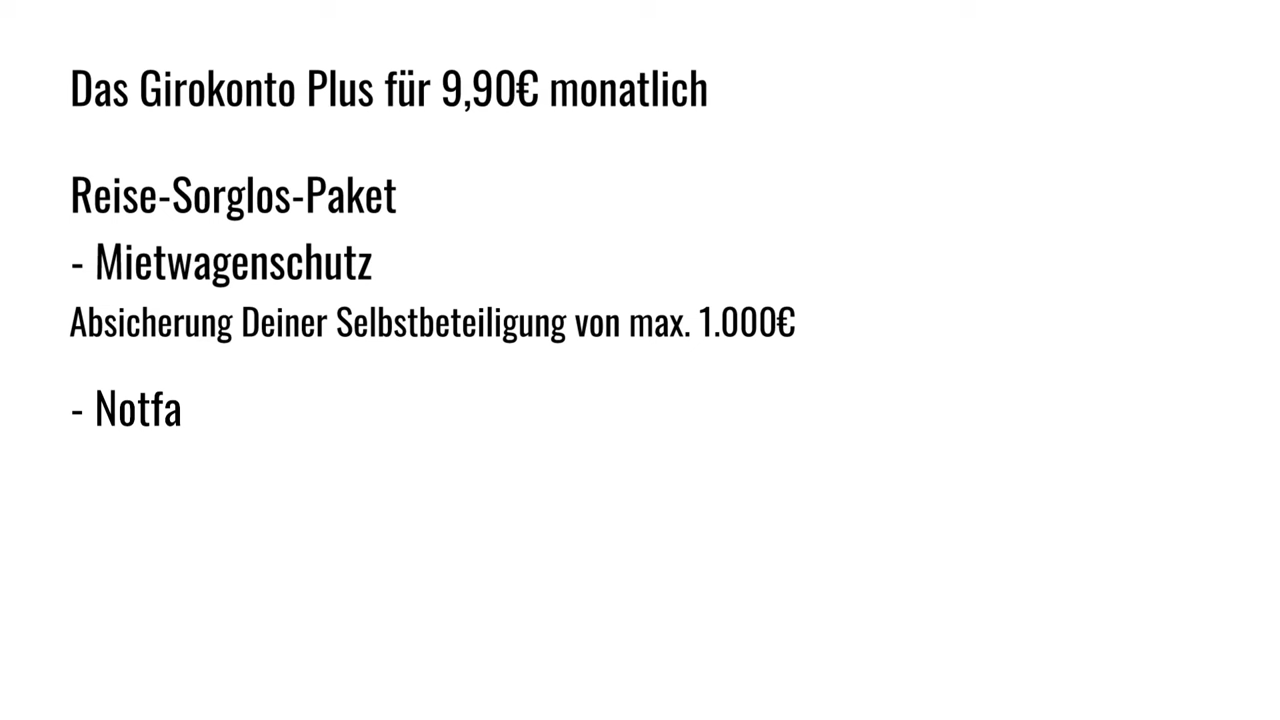 Das Girokonto Plus für 9,90€ monatlich
Reise-Sorglos-Paket
- Mietwagenschutz
Absicherung Deiner Selbstbeteiligung von max. 1.000€
- Notfa